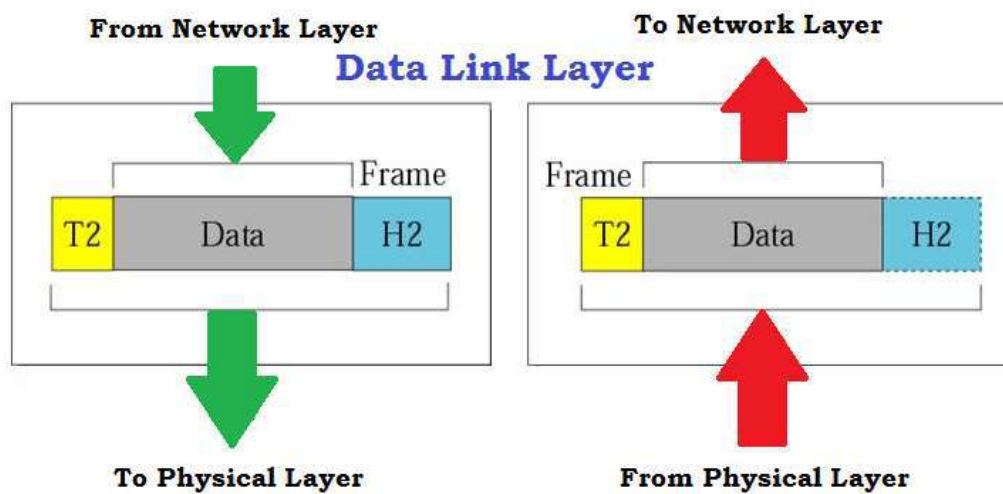 From Network Layer
To Network Layer
Data Link Layer
Frame
T2 Data H2
Frame
T2 Data H2
To Physical Layer
From Physical Layer